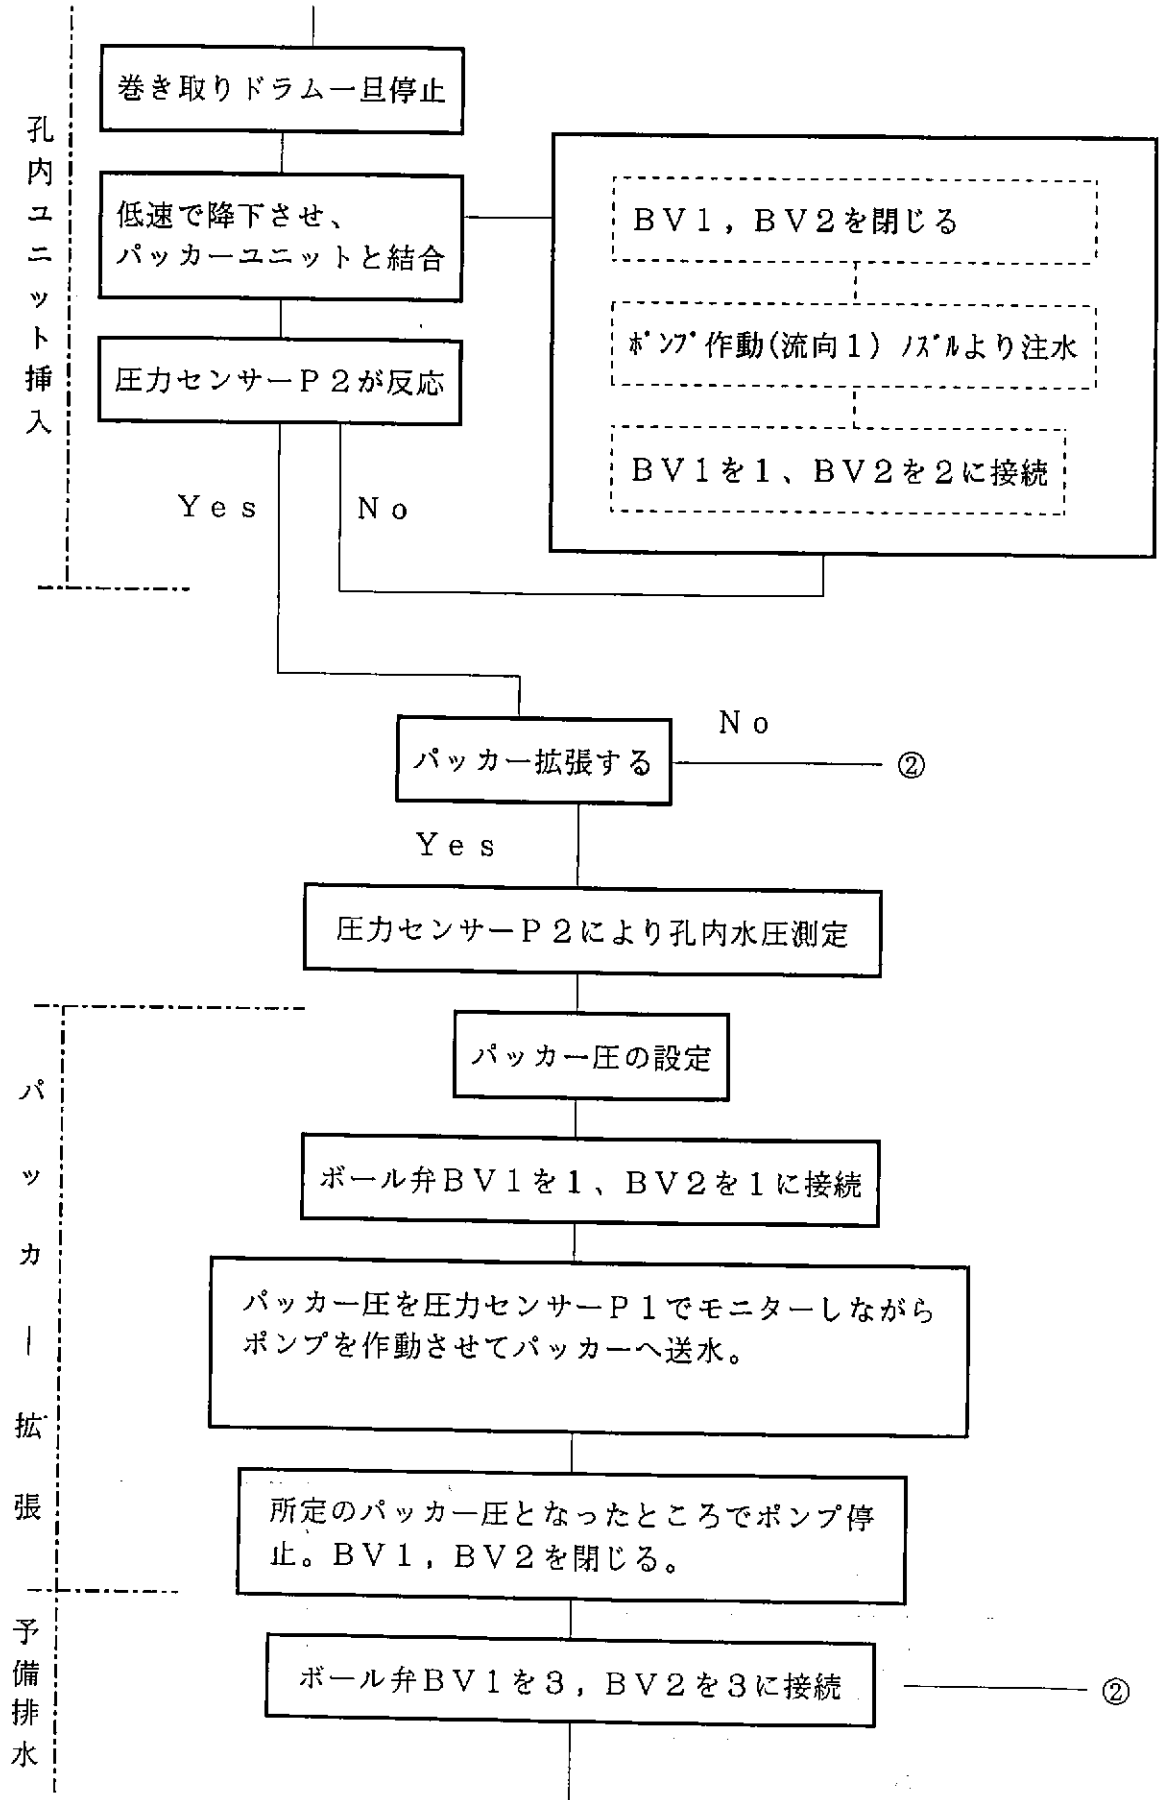 孔内ユニット挿入
巻き取りドラム一旦停止
低速で降下させ、
パッカーユニットと結合
圧力センサーP2が反応
BV1,BV2を閉じる
ポンプ作動(流向1) ノズルより注水
BV1を1、BV2を2に接続
Yes
No
パッカー拡張する
No
②
Yes
圧力センサーP2により孔内水圧測定
パッカー拡張
パッカー圧の設定
ボール弁BV1を1、BV2を1に接続
パッカー圧を圧力センサーP1でモニターしながら
ポンプを作動させてパッカーへ送水。
所定のパッカー圧となったところでポンプ停
止。BV1,BV2を閉じる。
予備排水
ボール弁BV1を3,BV2を3に接続
②